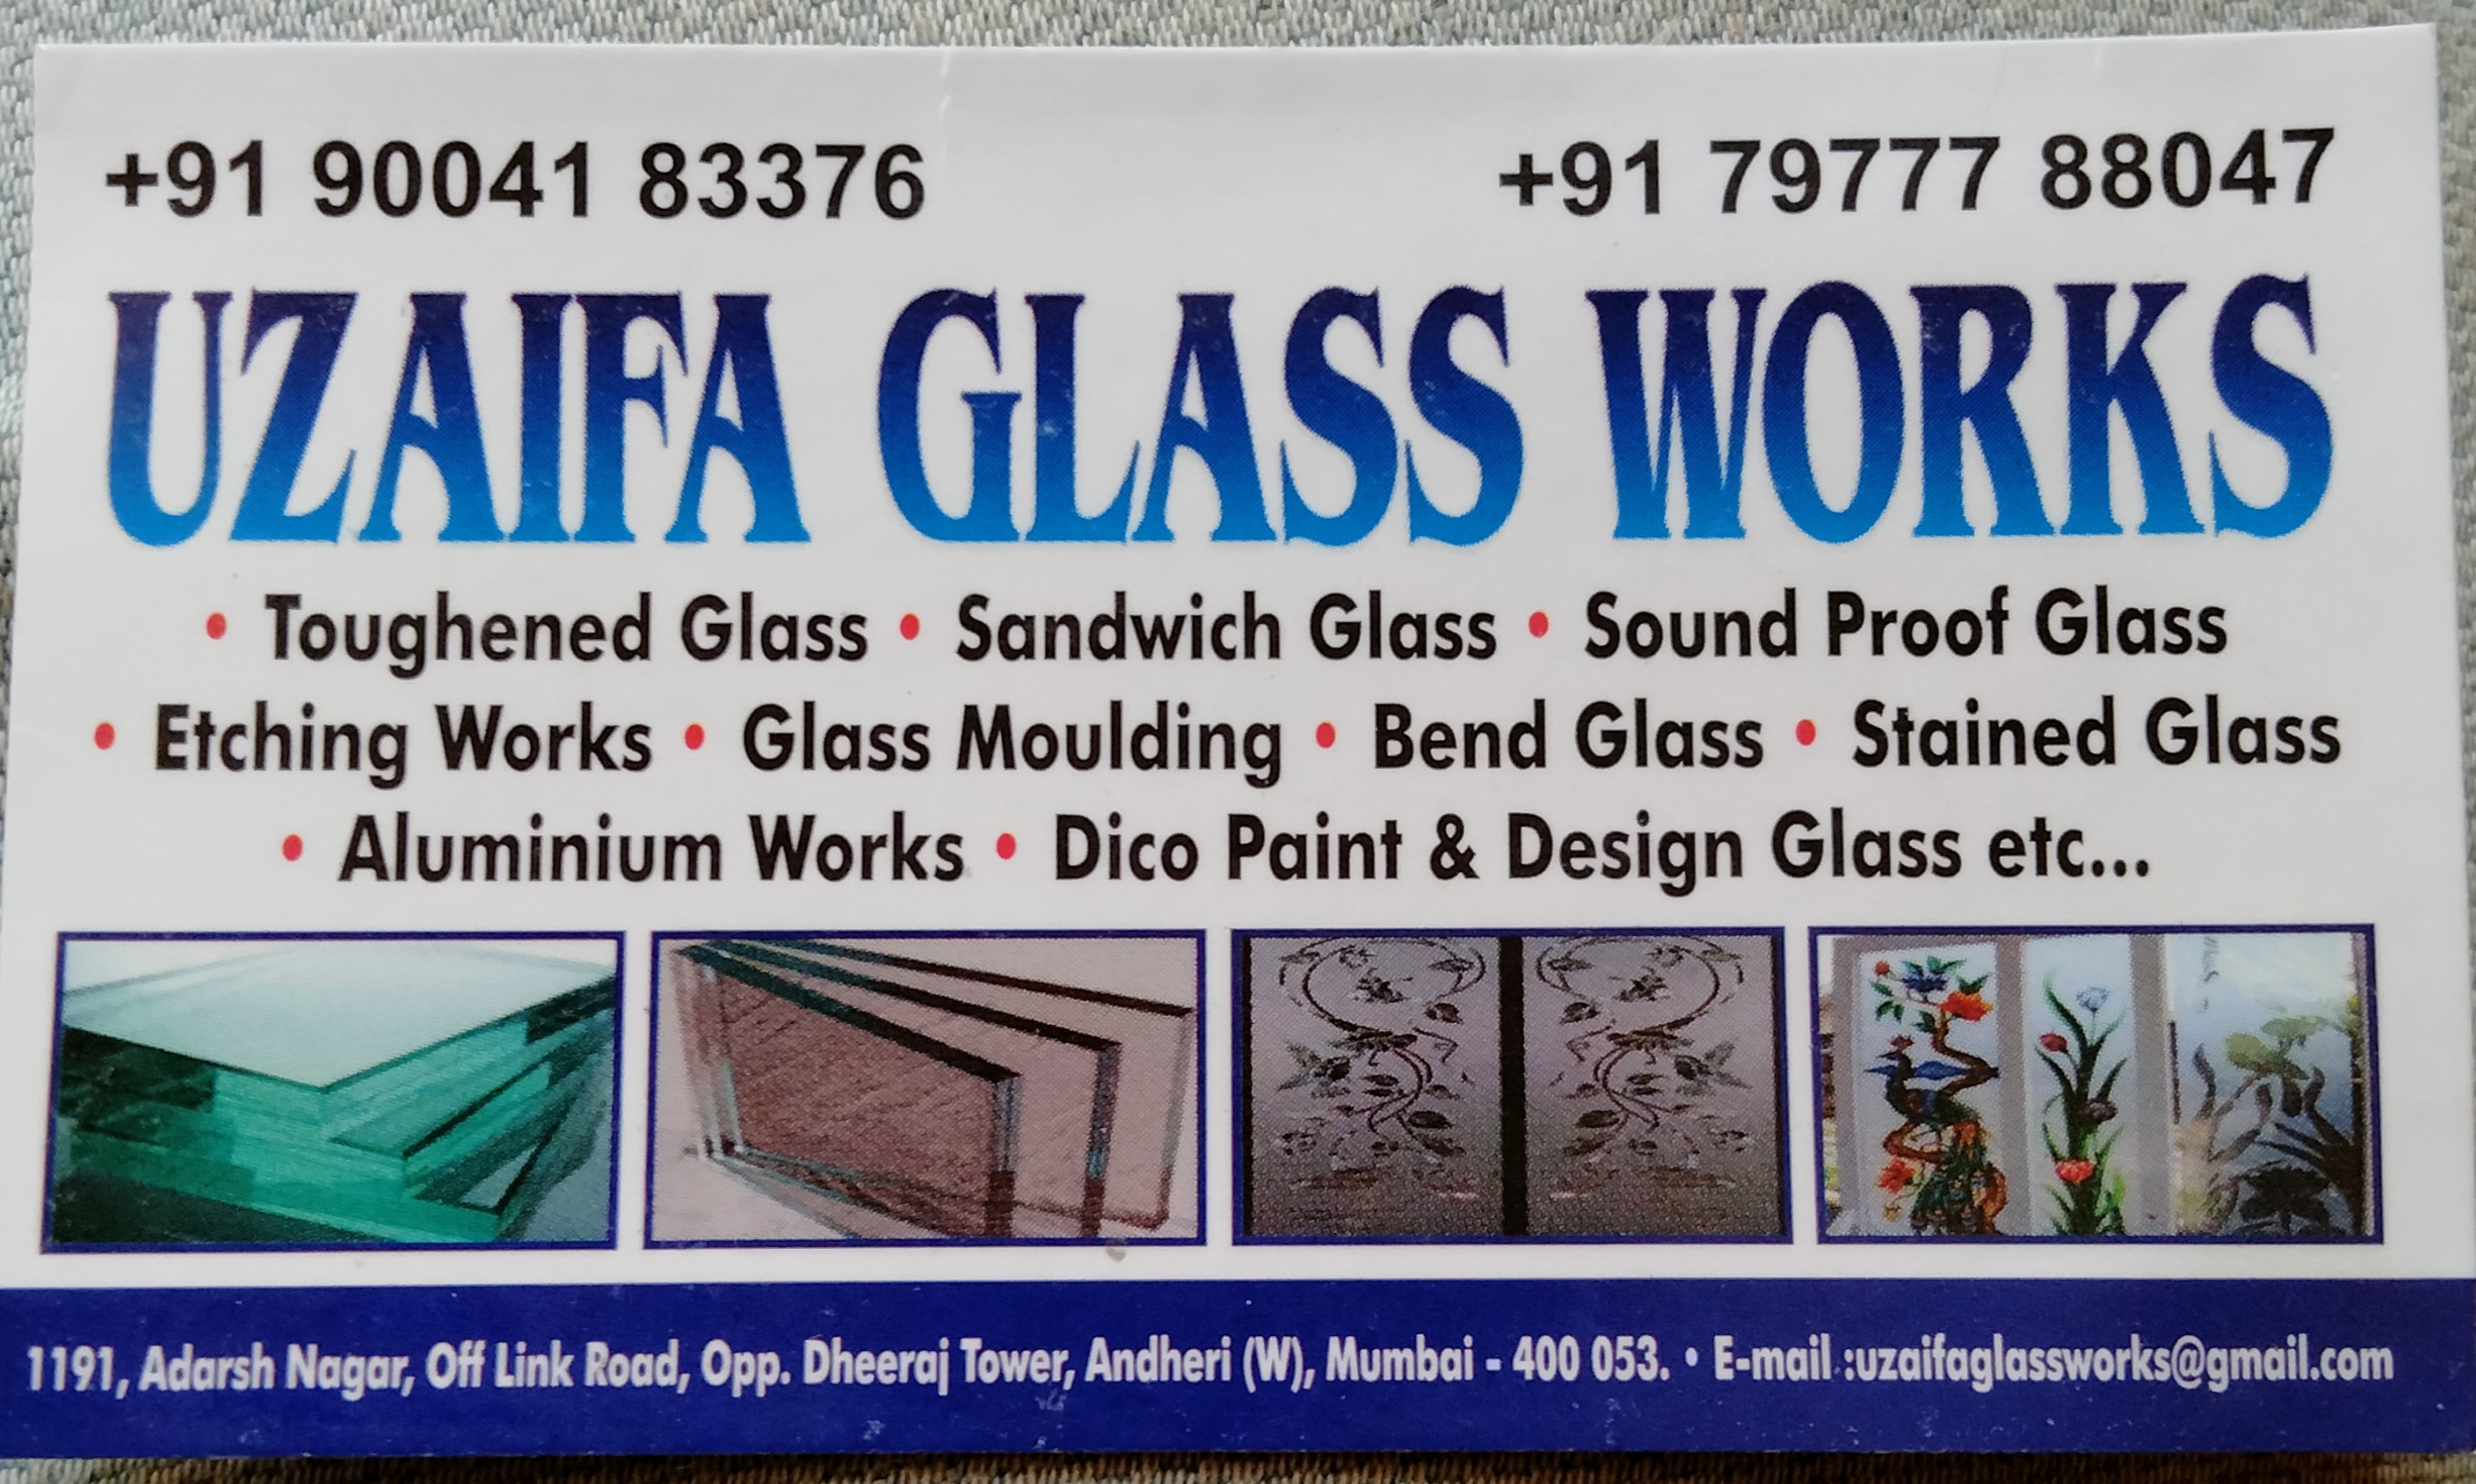 +91 90041 83376 +91 79777 88047
UZAIFA GLASS WORKS
• Toughened Glass • Sandwich Glass • Sound Proof Glass
• Etching Works • Glass Moulding • Bend Glass • Stained Glass
• Aluminium Works • Dico Paint & Design Glass etc...
1191, Adarsh Nagar, Off Link Road, Opp. Dheeraj Tower, Andheri (W), Mumbai - 400 053. • E-mail :uzaifaglassworks@gmail.com